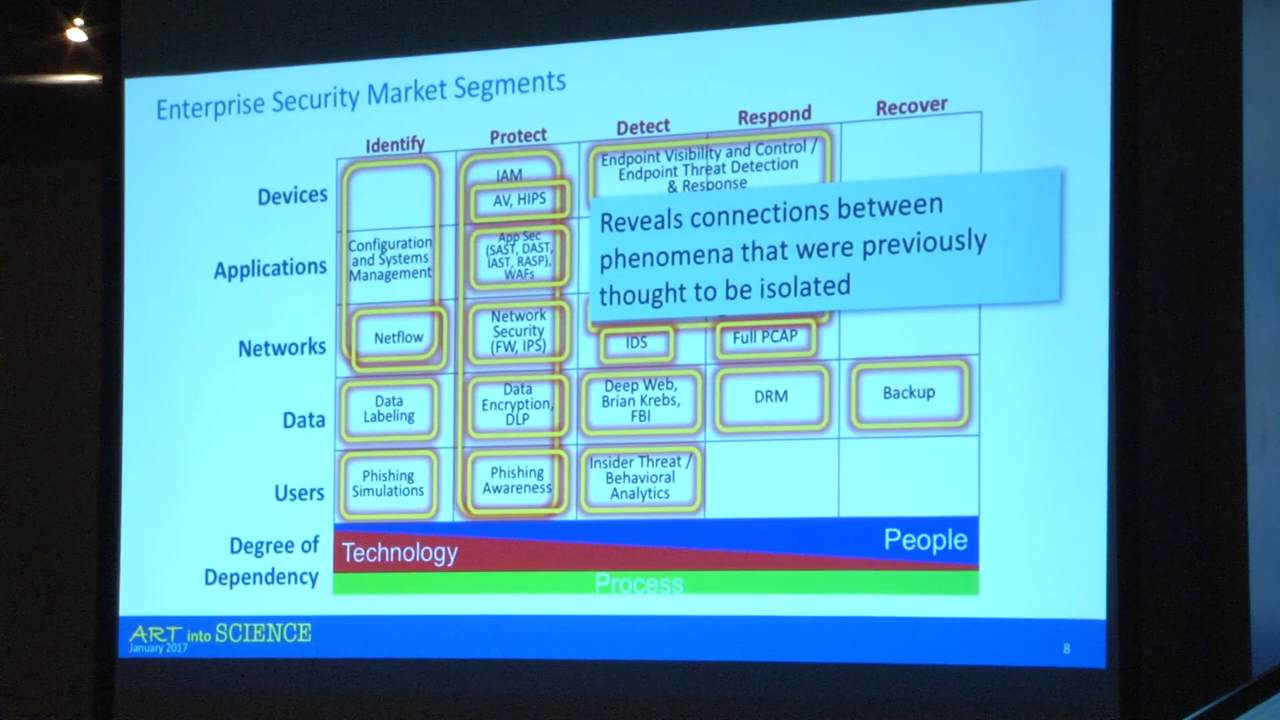 Enterprise Security Market Segments
Identify
Protect
Detect
Respond
Recover
Devices
IAM
AV, HIPS
Endpoint Visibility and Control /
Endpoint Threat Detection
& Response
Reveals connections between
phenomena that were previously
thought to be isolated
Applications
Configuration
and Systems
Management
App Sec
(SAST, DAST,
IAST, RASP),
WAFs
Networks
Netflow
Network
Security
(FW, IPS)
IDS
Full PCAP
Data
Data
Labeling
Data
Encryption,
DLP
Deep Web,
Brian Krebs,
FBI
DRM
Backup
Users
Phishing
Simulations
Phishing
Awareness
Insider Threat /
Behavioral
Analytics
Degree of
Dependency
Technology
People
Process
ART into SCIENCE
January 2017
8